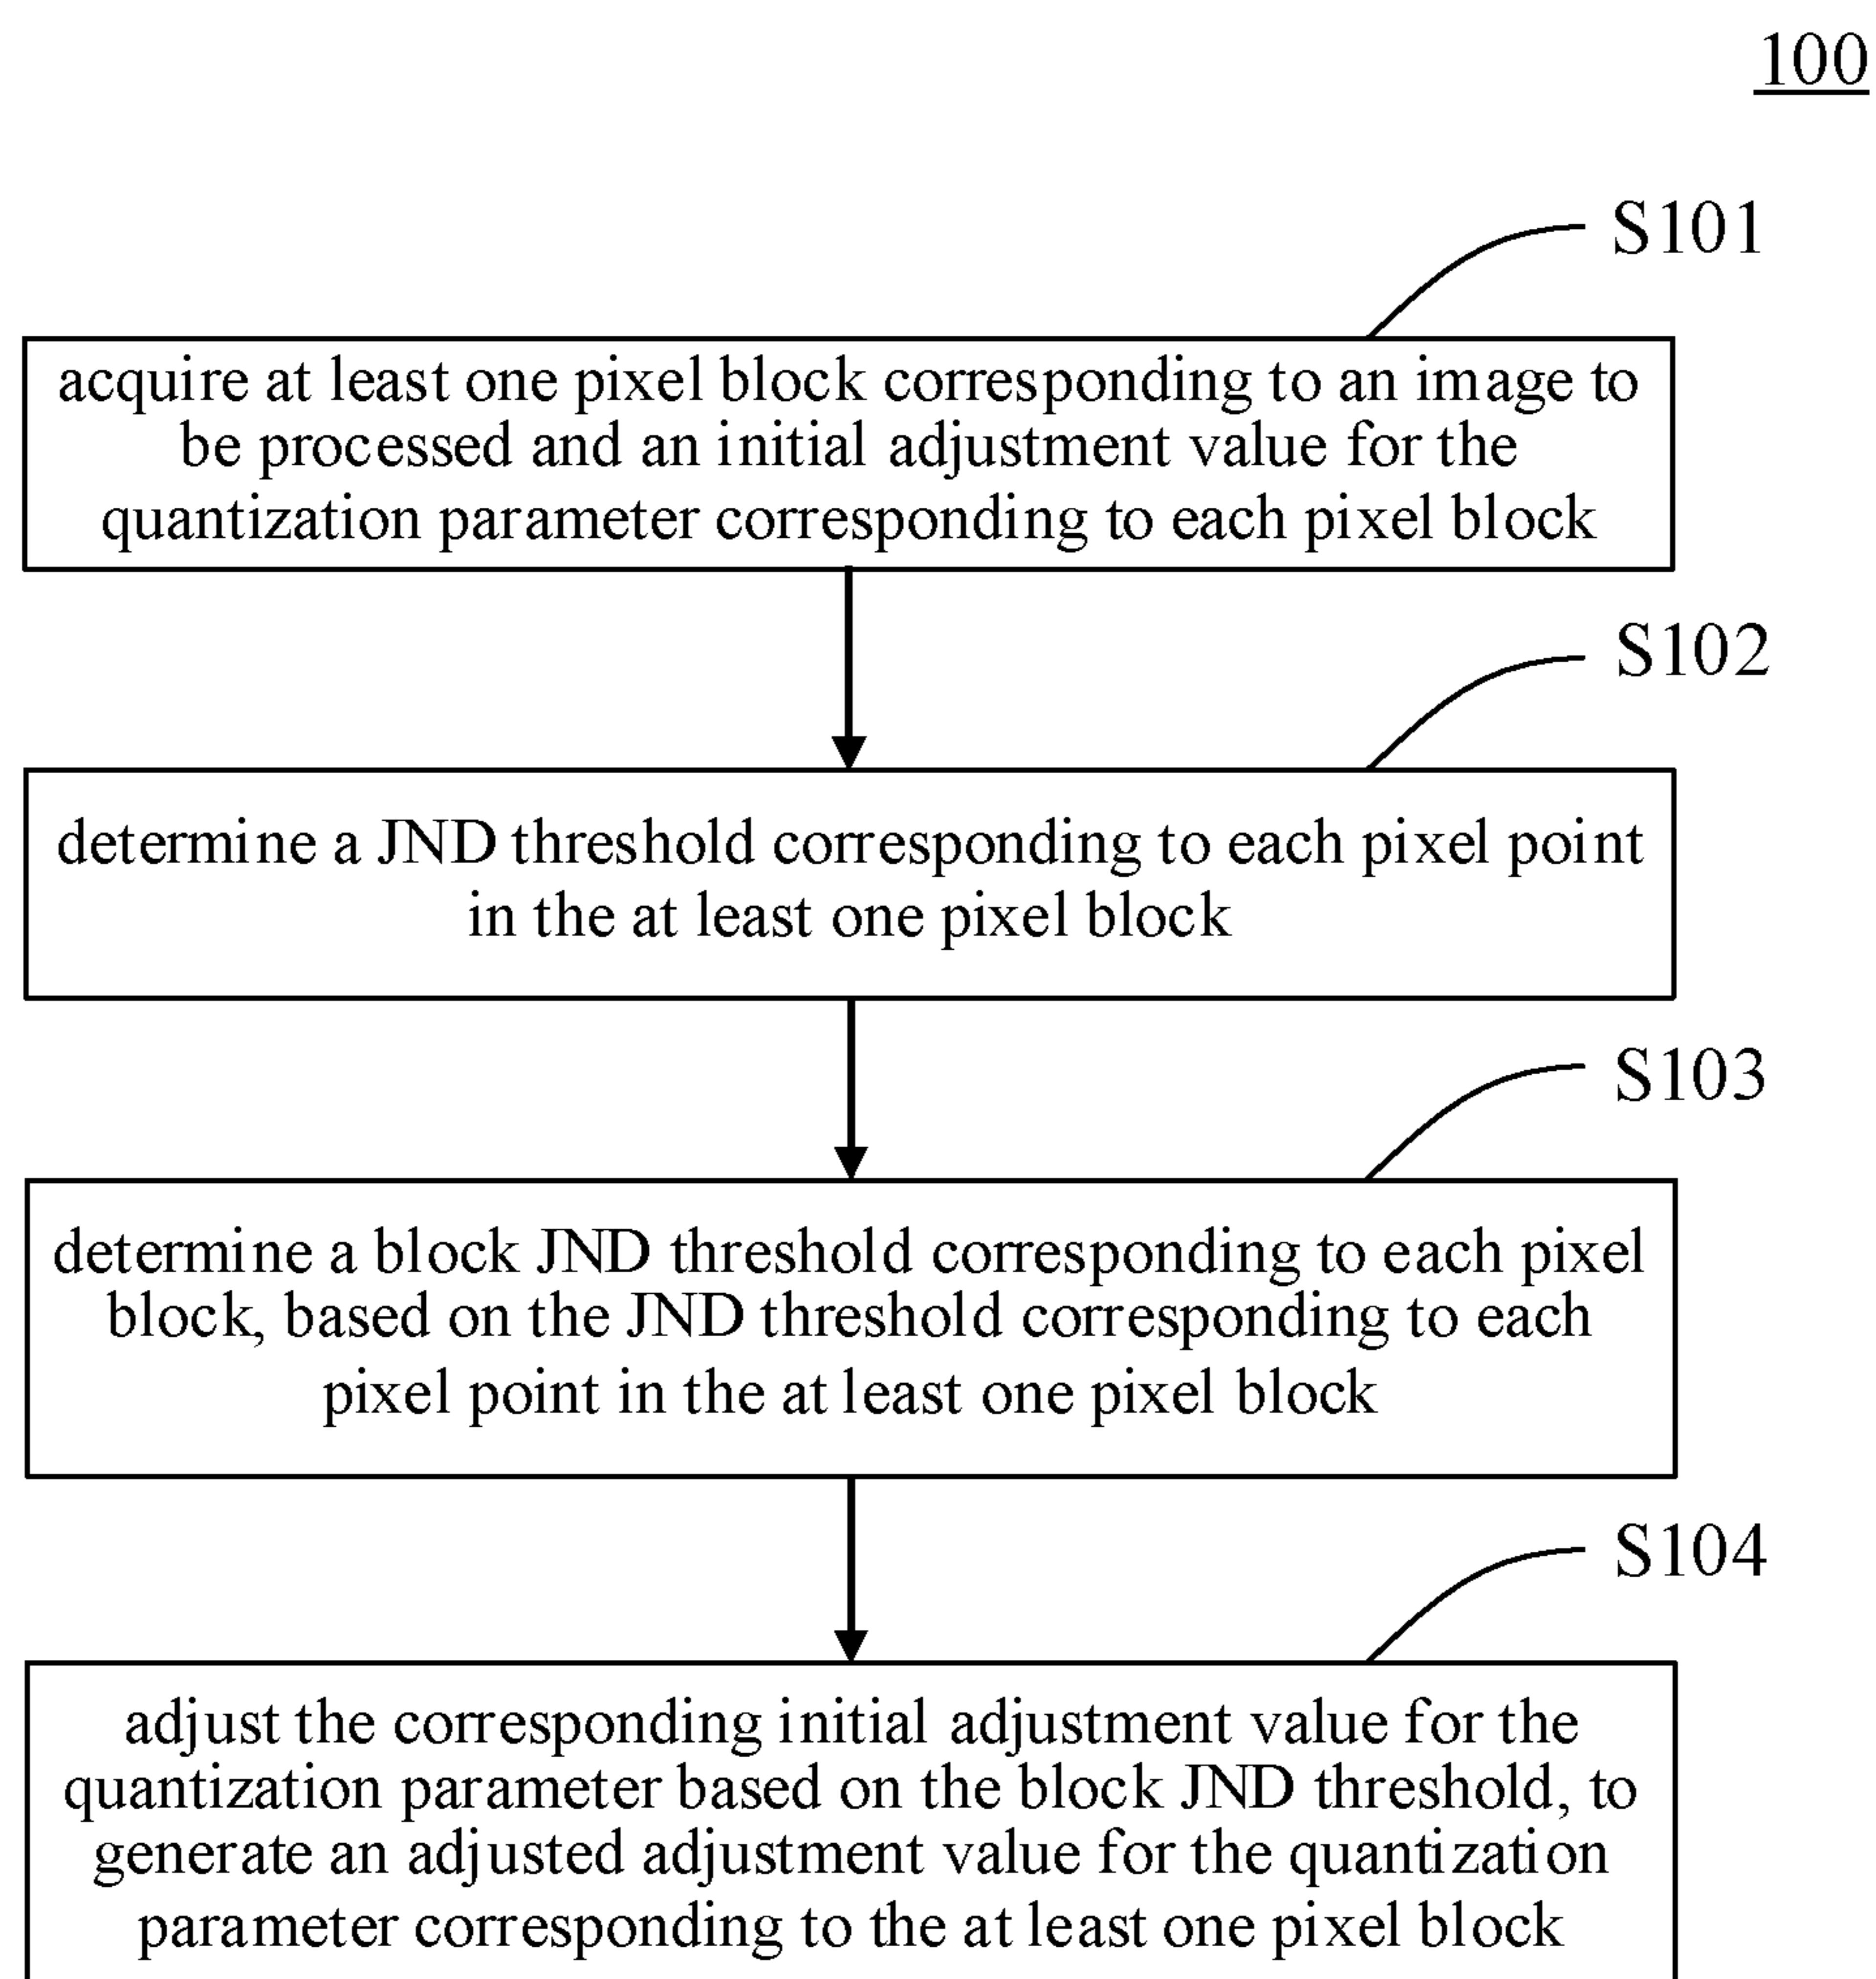 100
S101
acquire at least one pixel block corresponding to an image to
be processed and an initial adjustment value for the
quantization parameter corresponding to each pixel block
S102
determine a JND threshold corresponding to each pixel point
in the at least one pixel block
S103
determine a block JND threshold corresponding to each pixel
block, based on the JND threshold corresponding to each
pixel point in the at least one pixel block
S104
adjust the corresponding initial adjustment value for the
quantization parameter based on the block JND threshold, to
generate an adjusted adjustment value for the quantization
parameter corresponding to the at least one pixel block